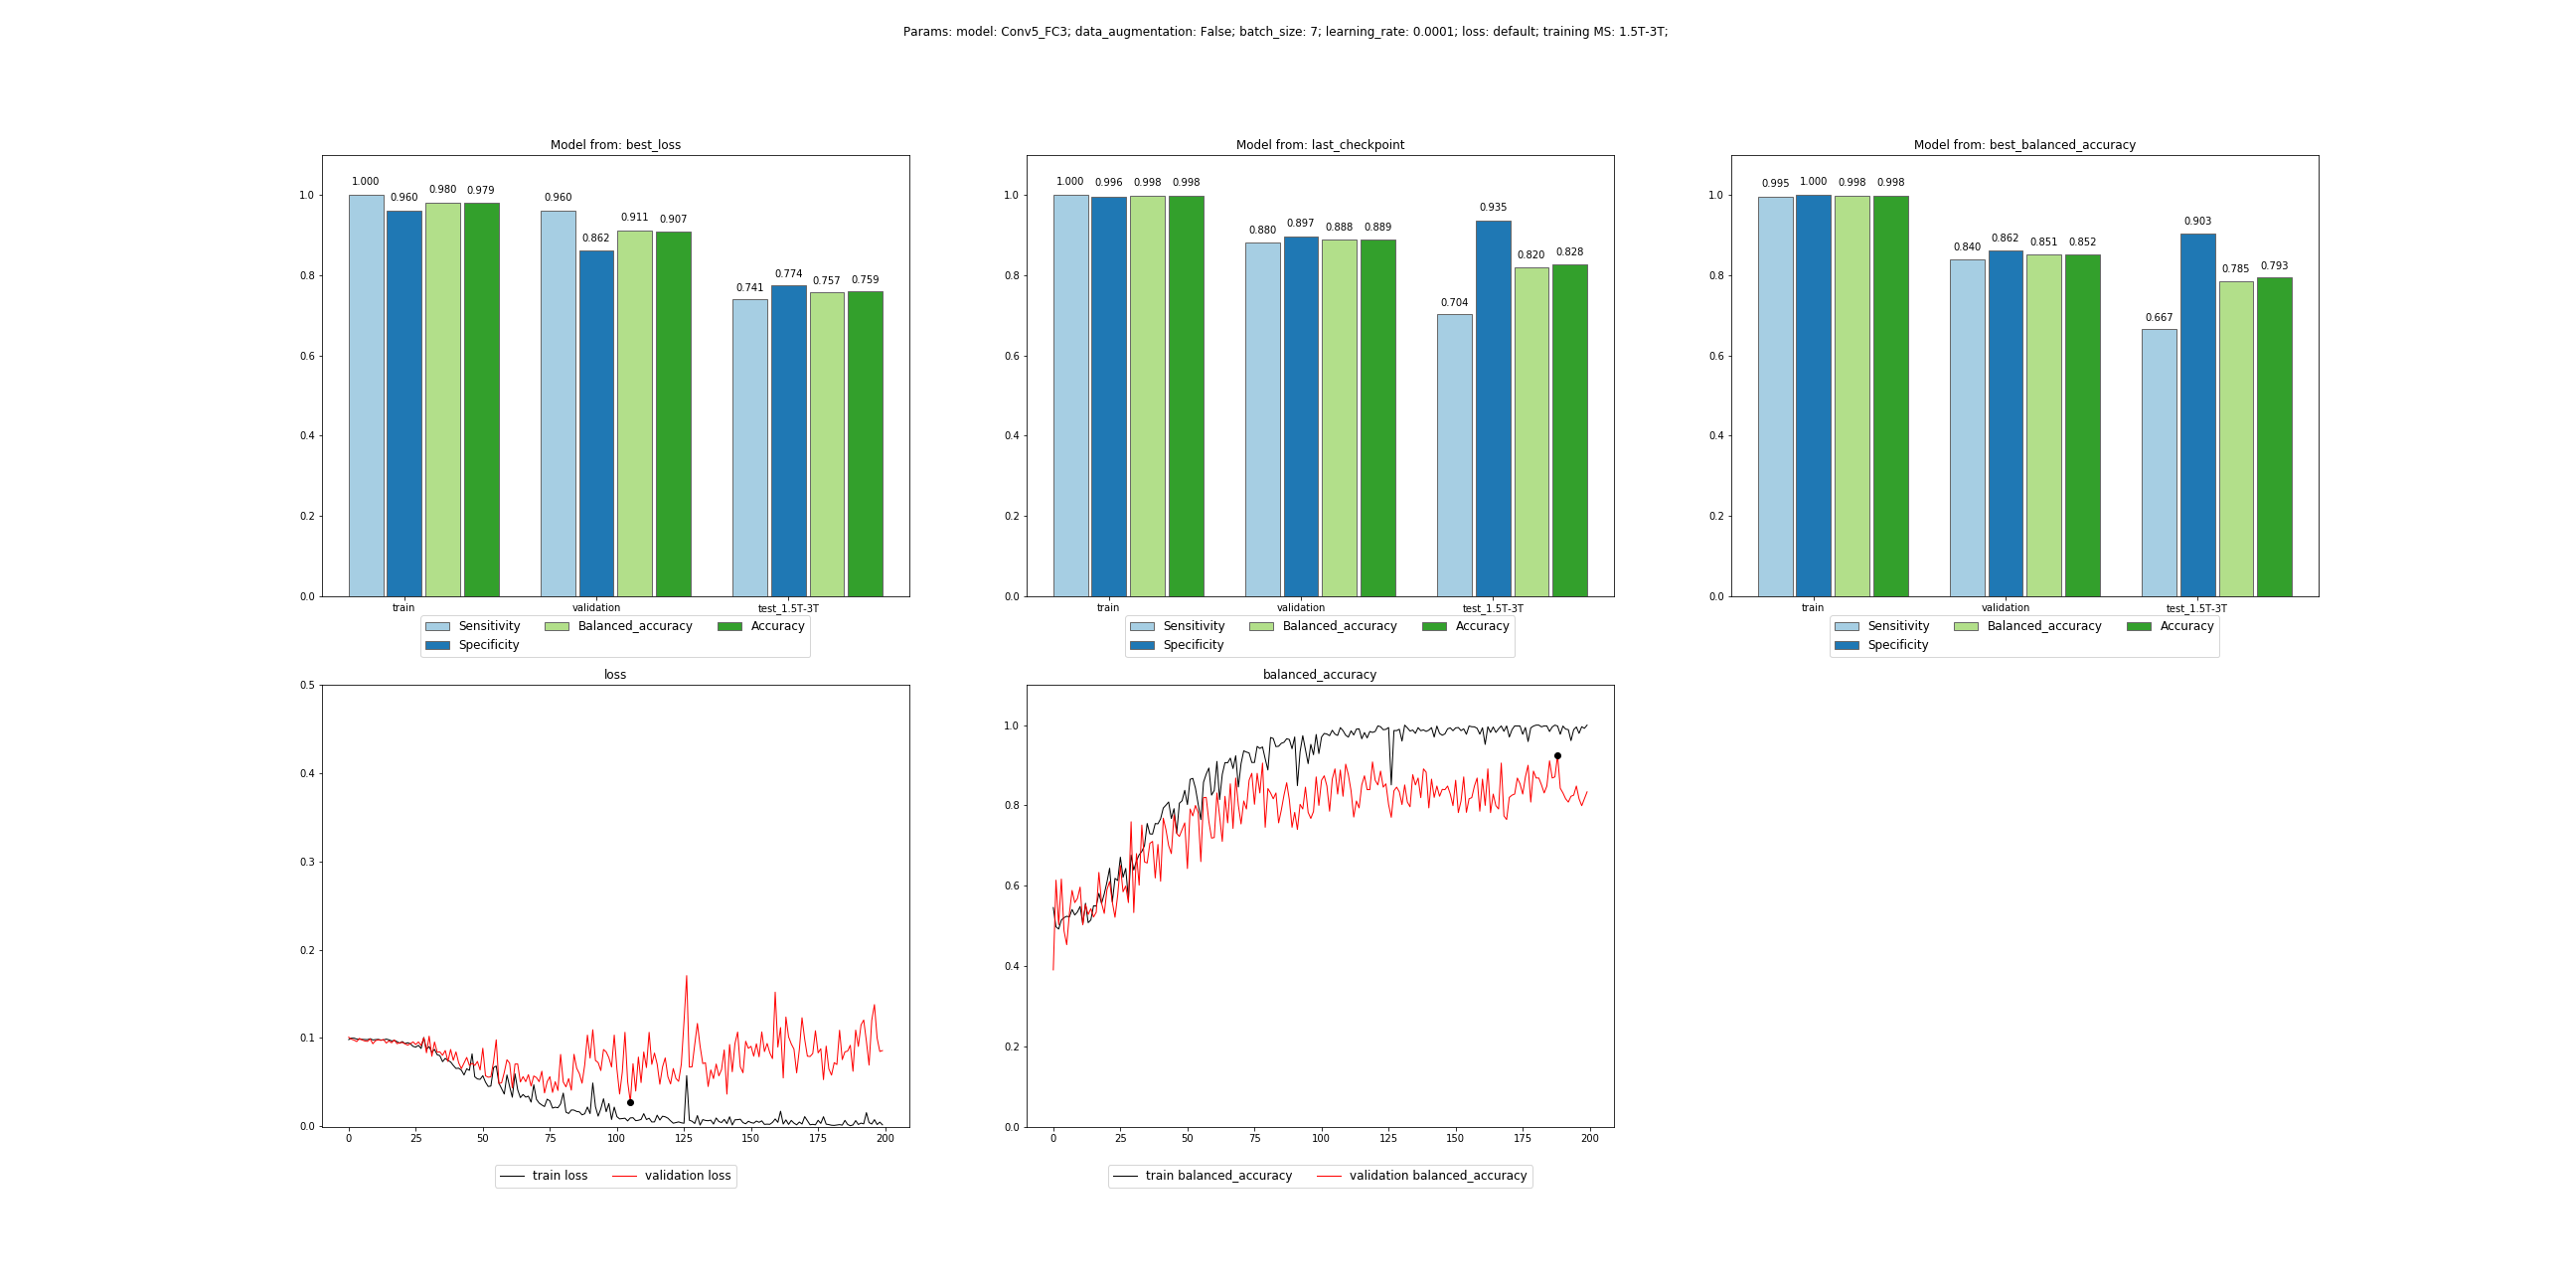 Params: model: Conv5_FC3; data_augmentation: False; batch_size: 7; learning_rate: 0.0001; loss: default; training MS: 1.5T-3T;
Model from: best_loss
1.0
0.8
0.6
0.4
0.2
0.0
1.000
0.960
0.980
0.979
0.960
0.862
0.911
0.907
0.741
0.774
0.757
0.759
train
validation
test_1.5T-3T
Sensitivity
Balanced_accuracy
Accuracy
Specificity
Model from: last_checkpoint
1.0
0.8
0.6
0.4
0.2
0.0
1.000
0.996
0.998
0.998
0.880
0.897
0.888
0.889
0.704
0.935
0.820
0.828
train
validation
test_1.5T-3T
Sensitivity
Balanced_accuracy
Accuracy
Specificity
Model from: best_balanced_accuracy
1.0
0.8
0.6
0.4
0.2
0.0
0.995
1.000
0.998
0.998
0.840
0.862
0.851
0.852
0.667
0.903
0.785
0.793
train
validation
test_1.5T-3T
Sensitivity
Balanced_accuracy
Accuracy
Specificity
loss
0.5
0.4
0.3
0.2
0.1
0.0
0
25
50
75
100
125
150
175
200
train loss
validation loss
balanced_accuracy
1.0
0.8
0.6
0.4
0.2
0.0
0
25
50
75
100
125
150
175
200
train balanced_accuracy
validation balanced_accuracy